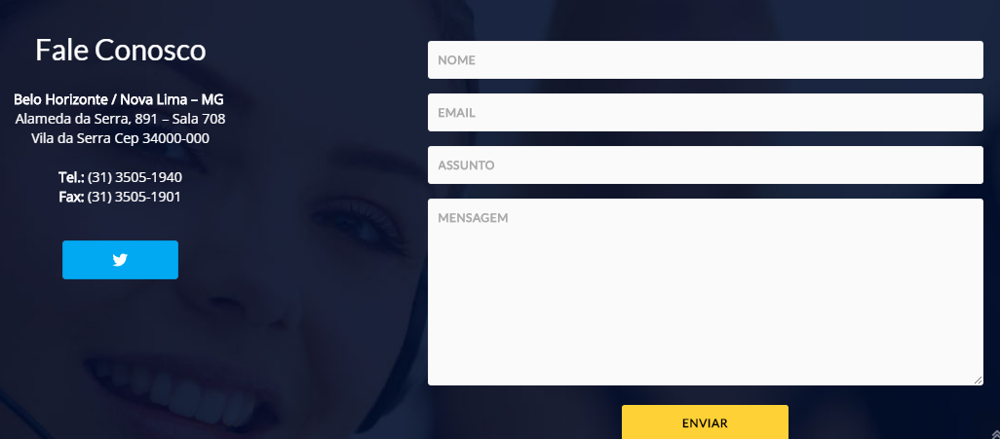 Fale Conosco
Belo Horizonte / Nova Lima – MG
Alameda da Serra, 891 – Sala 708
Vila da Serra Cep 34000-000
Tel.: (31) 3505-1940
Fax: (31) 3505-1901
NOME
EMAIL
ASSUNTO
MENSAGEM
ENVIAR